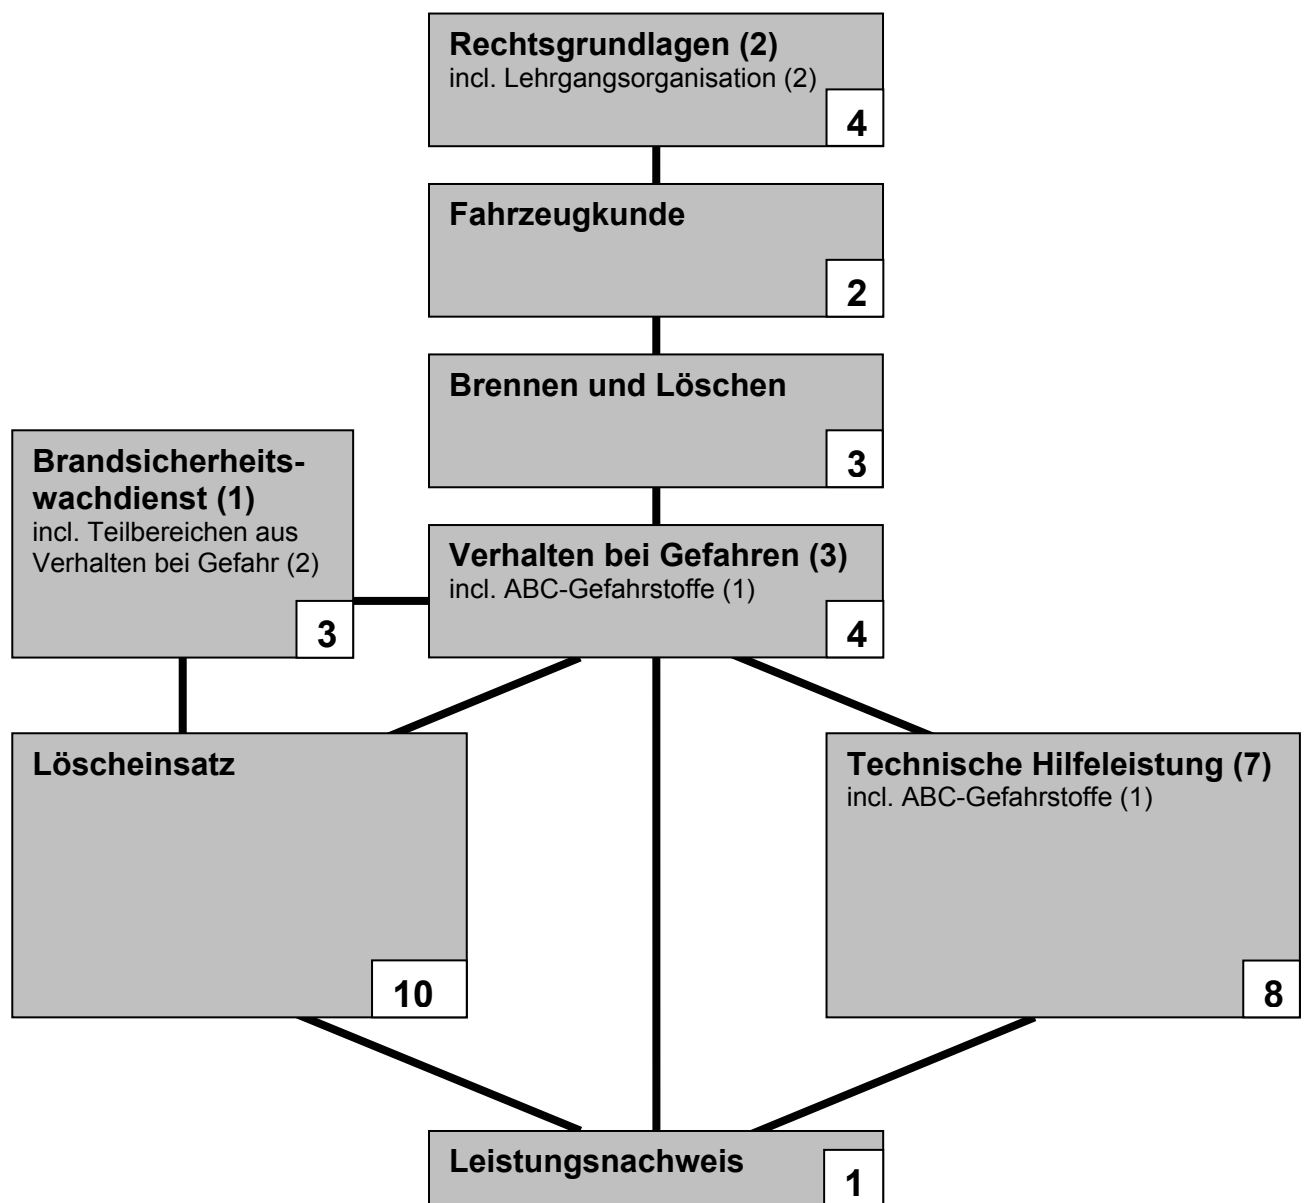 Rechtsgrundlagen (2)
incl. Lehrgangsorganisation (2)
4
Fahrzeugkunde
2
Brennen und Löschen
3
Brandsicherheits-
wachdienst (1)
incl. Teilbereichen aus
Verhalten bei Gefahr (2)
3
Verhalten bei Gefahren (3)
incl. ABC-Gefahrstoffe (1)
4
Löscheinsatz
10
Technische Hilfeleistung (7)
incl. ABC-Gefahrstoffe (1)
8
Leistungsnachweis
1